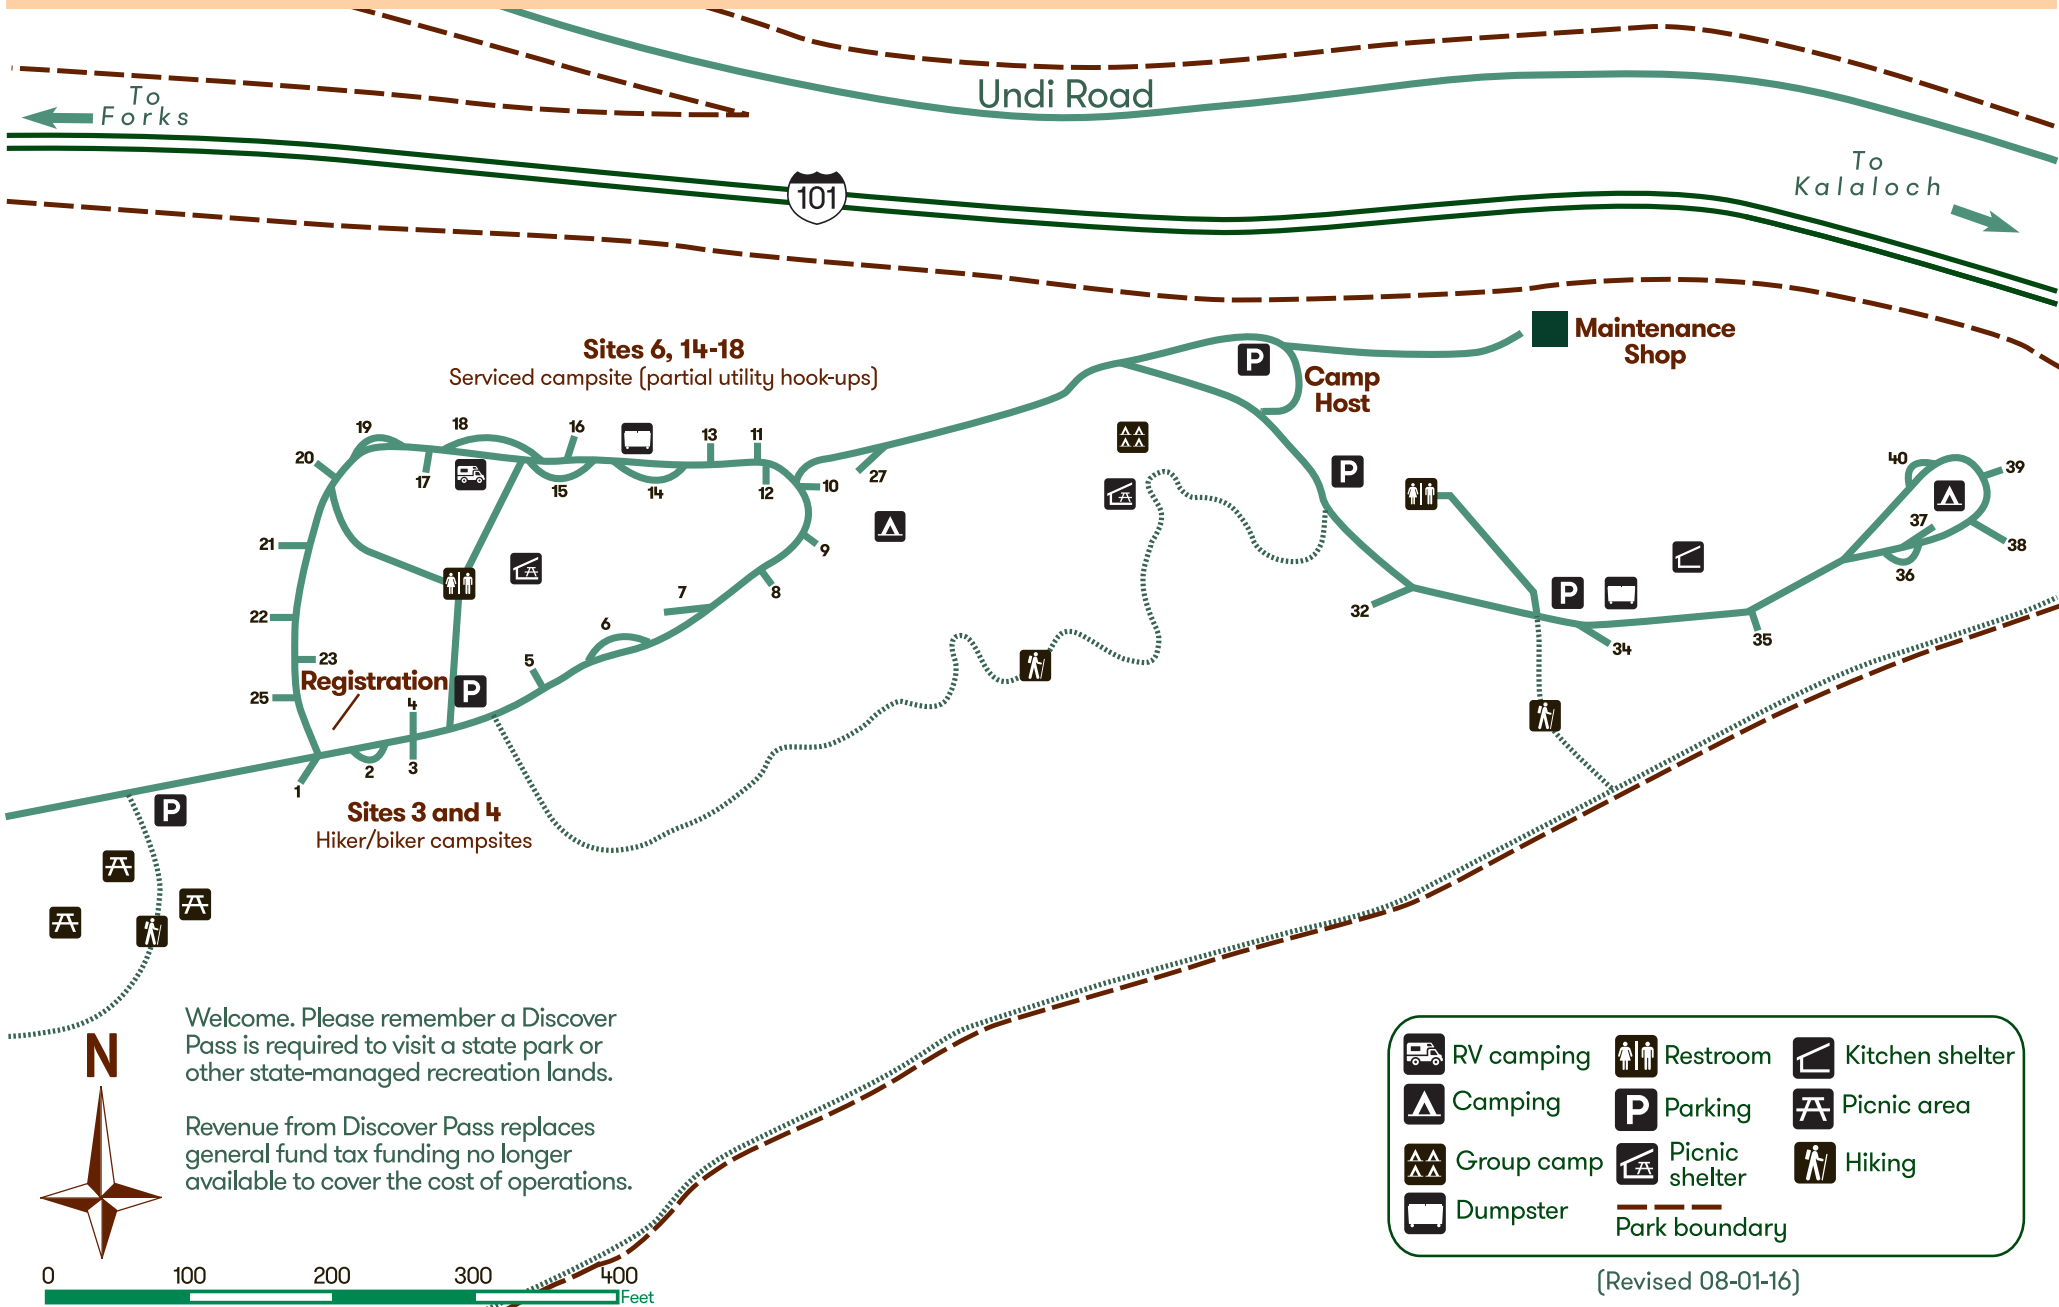 Undi Road
To
Forks
101
To
Kalaloch
Maintenance
Shop
Sites 6, 14-18
Serviced campsite (partial utility hook-ups)
P
Camp
Host
19
18
16
13
11
20
17
15
14
12
10
27
P
40
39
21
9
37
38
8
36
7
P
22
6
32
34
35
23
5
Registration
P
25
4
2
3
1
P
Sites 3 and 4
Hiker/biker campsites
Welcome. Please remember a Discover
Pass is required to visit a state park or
other state-managed recreation lands.
Revenue from Discover Pass replaces
general fund tax funding no longer
available to cover the cost of operations.
N
0 100 200 300 400
Feet
RV camping
Restroom
Kitchen shelter
Camping
P Parking
Picnic area
Group camp
Picnic
shelter
Hiking
Dumpster
Park boundary
(Revised 08-01-16)